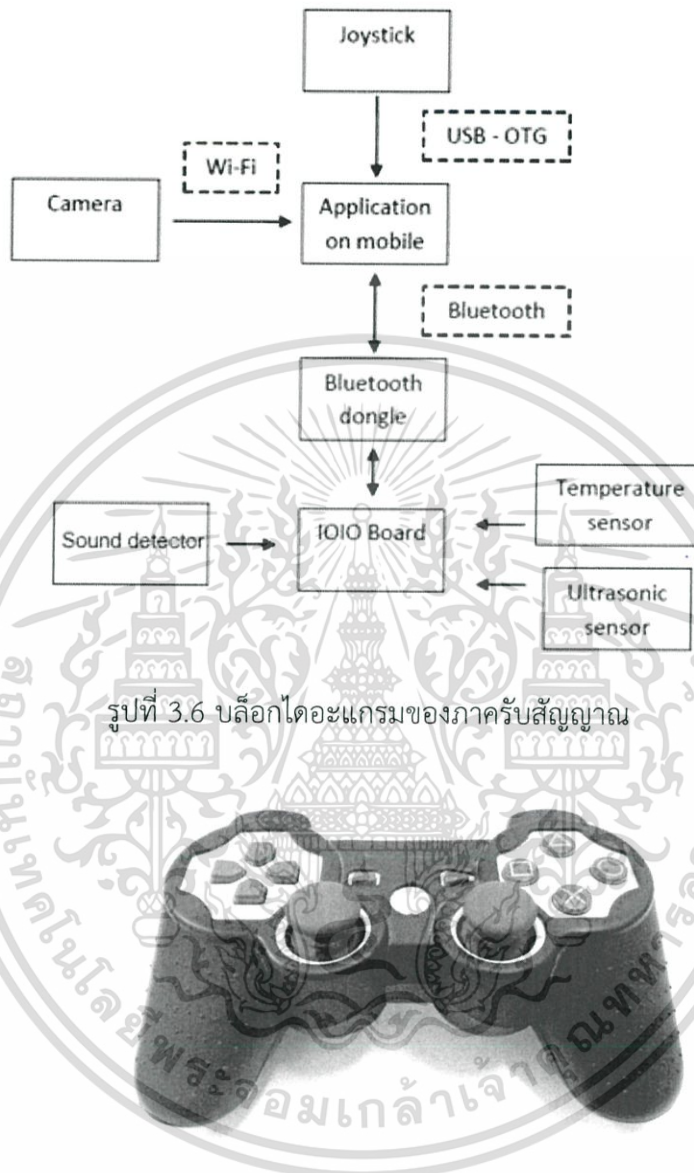 Joystick
USB - OTG
Wi-Fi
Camera
Application
on mobile
Bluetooth
Bluetooth
dongle
Temperature
sensor
Sound detector
IOIO Board
Ultrasonic
sensor
รูปที่ 3.6 บล็อกไดอะแกรมของภาครับสัญญาณ